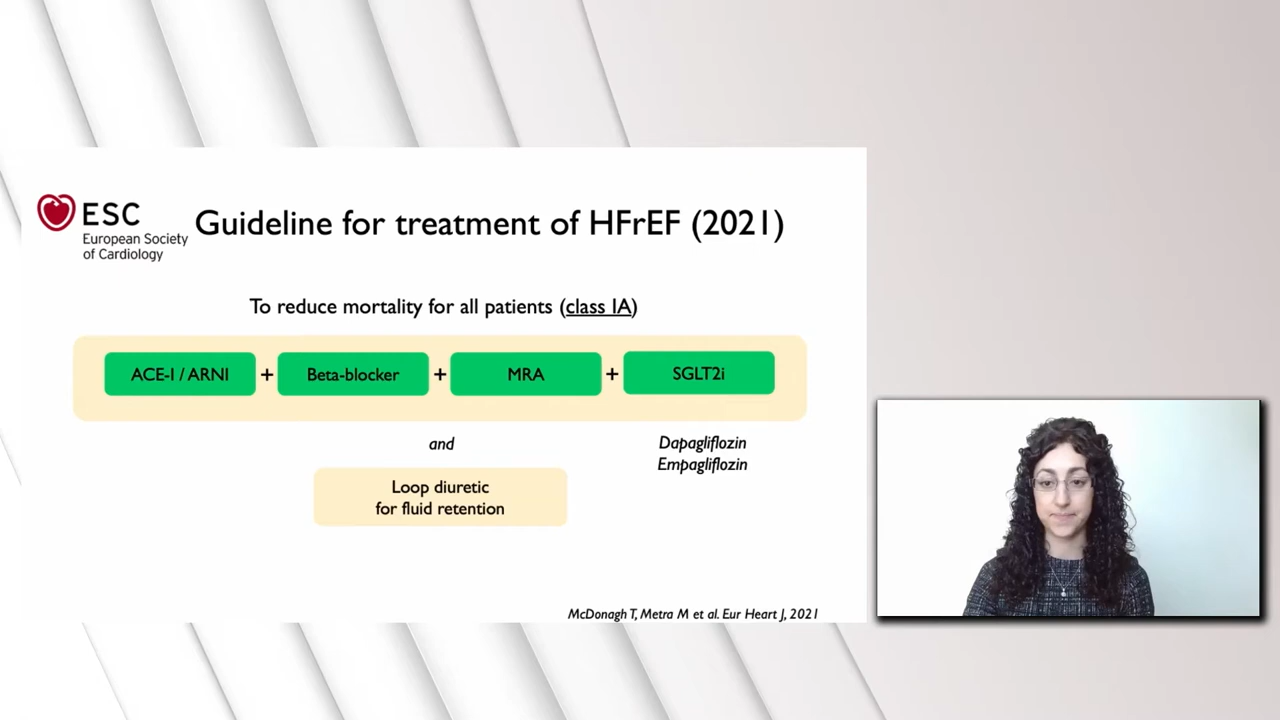 ESC
European Society
of Cardiology
Guideline for treatment of HFrEF (2021)
To reduce mortality for all patients (class IA)
ACE-I / ARNI + Beta-blocker + MRA + SGLT2i
and
Dapagliflozin
Empagliflozin
Loop diuretic
for fluid retention
McDonagh T, Metra M et al. Eur Heart J, 2021